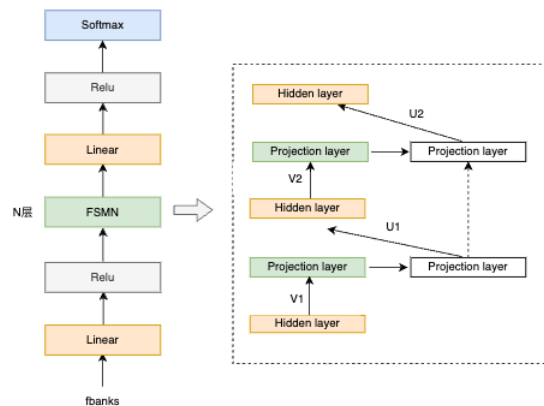 Softmax
Relu
Linear
N层
FSMN
Relu
Linear
fbanks
Hidden layer
U2
Projection layer
Projection layer
V2
Hidden layer
U1
Projection layer
Projection layer
V1
Hidden layer